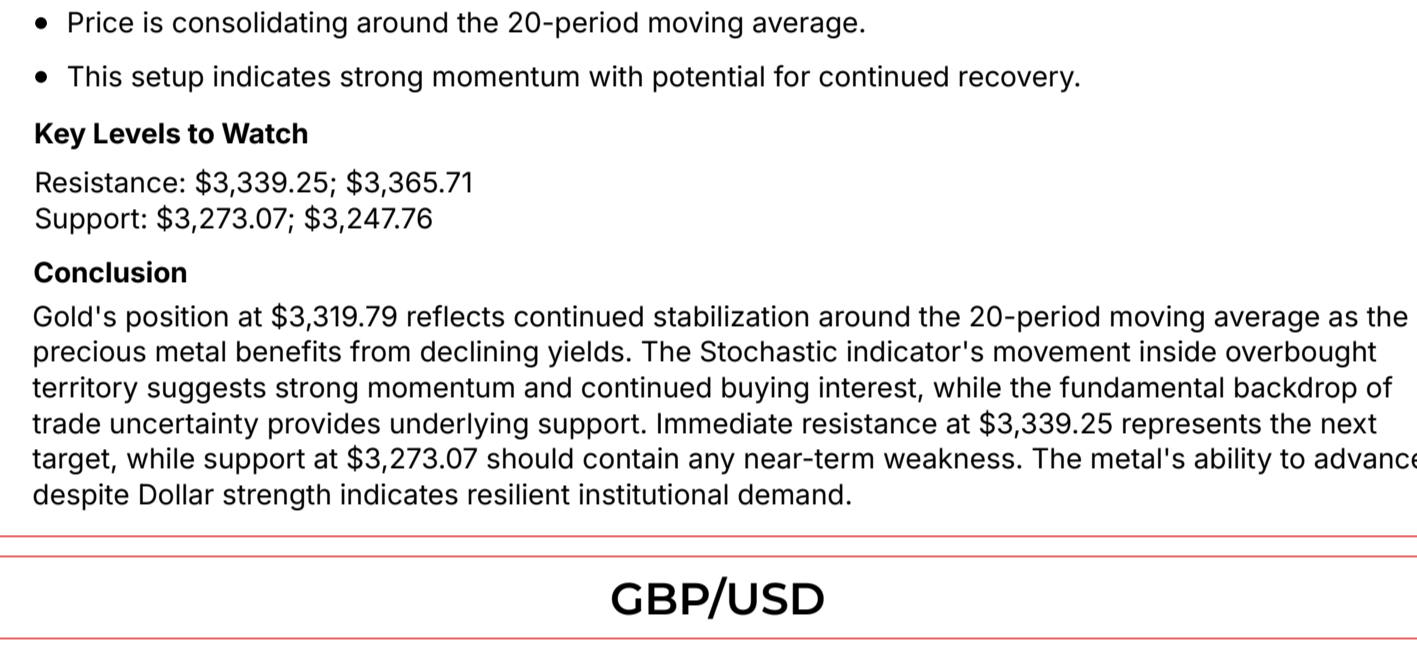 • Price is consolidating around the 20-period moving average.
• This setup indicates strong momentum with potential for continued recovery.
Key Levels to Watch
Resistance: $3,339.25; $3,365.71
Support: $3,273.07; $3,247.76
Conclusion
Gold's position at $3,319.79 reflects continued stabilization around the 20-period moving average as the
precious metal benefits from declining yields. The Stochastic indicator's movement inside overbought
territory suggests strong momentum and continued buying interest, while the fundamental backdrop of
trade uncertainty provides underlying support. Immediate resistance at $3,339.25 represents the next
target, while support at $3,273.07 should contain any near-term weakness. The metal's ability to advance
despite Dollar strength indicates resilient institutional demand.
GBP/USD